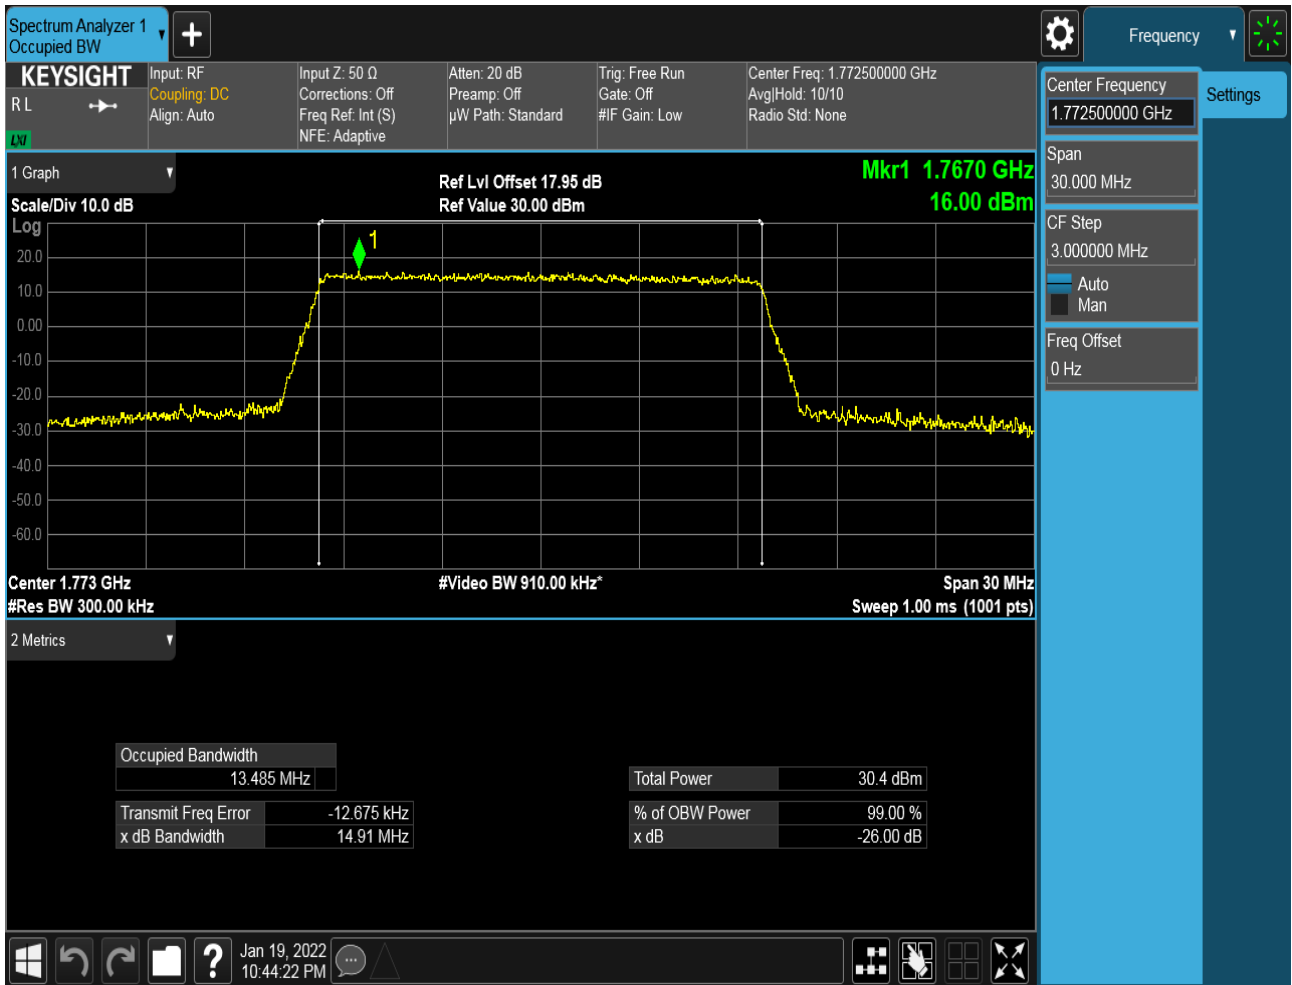 Spectrum Analyzer 1
Occupied BW
Frequency
KEYSIGHT
R L
LXI
Input: RF
Coupling: DC
Align: Auto
Input Z: 50 Ω
Corrections: Off
Freq Ref: Int (S)
NFE: Adaptive
Atten: 20 dB
Preamp: Off
µW Path: Standard
Trig: Free Run
Gate: Off
#IF Gain: Low
Center Freq: 1.772500000 GHz
Avg|Hold: 10/10
Radio Std: None
Center Frequency
1.772500000 GHz
Settings
Span
30.000 MHz
CF Step
3.000000 MHz
Auto
Man
Freq Offset
0 Hz
1 Graph
Scale/Div 10.0 dB
Ref Lvl Offset 17.95 dB
Ref Value 30.00 dBm
Mkr1 1.7670 GHz
16.00 dBm
Log
1
20.0
10.0
0.00
-10.0
-20.0
-30.0
-40.0
-50.0
-60.0
Center 1.773 GHz
#Video BW 910.00 kHz*
Span 30 MHz
#Res BW 300.00 kHz
Sweep 1.00 ms (1001 pts)
2 Metrics
Occupied Bandwidth
13.485 MHz
Total Power 30.4 dBm
Transmit Freq Error -12.675 kHz
% of OBW Power 99.00 %
x dB Bandwidth 14.91 MHz
x dB -26.00 dB
?
Jan 19, 2022
10:44:22 PM